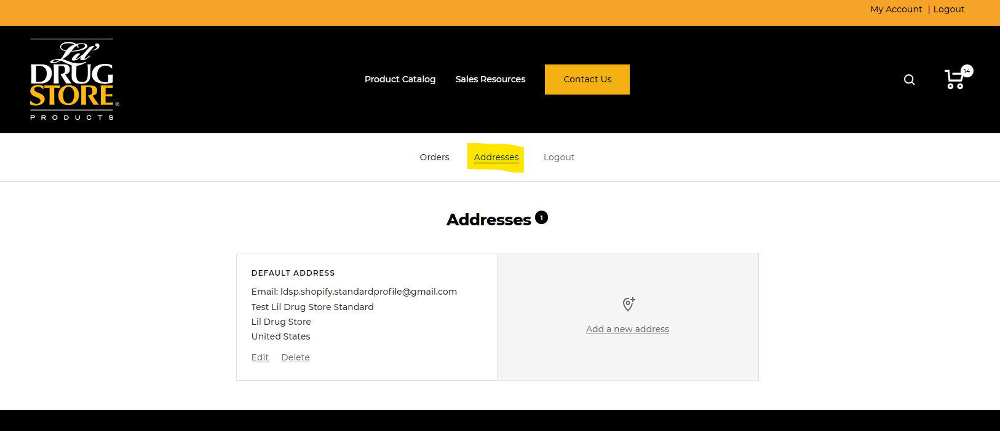 My Account | Logout
Lil'
DRUG
STORE®
PRODUCTS
Product Catalog
Sales Resources
Contact Us
14
Orders
Addresses
Logout
Addresses 1
DEFAULT ADDRESS
Email: ldsp.shopify.standardprofile@gmail.com
Test Lil Drug Store Standard
Lil Drug Store
United States
Edit Delete
Add a new address